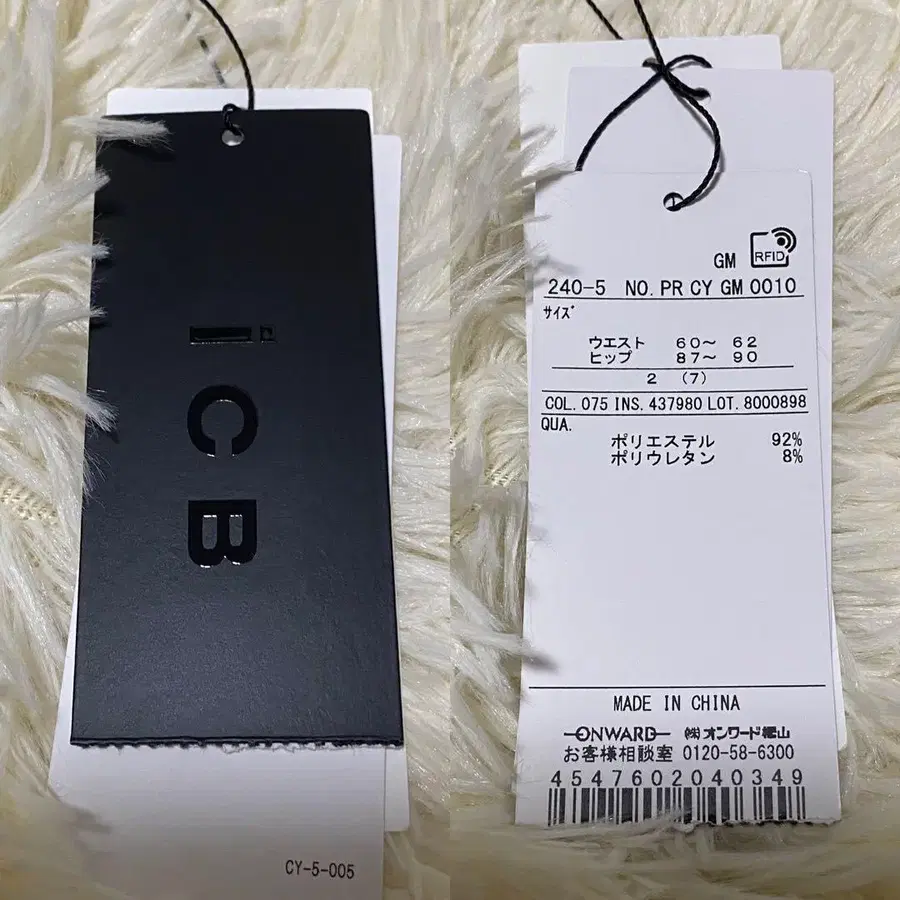 iCB
CY-5-005
GM RFID
240-5 NO. PR CY GM 0010
サイズ
ウエスト 60～ 62
ヒップ 87～ 90
2 (7)
COL. 075 INS. 437980 LOT. 8000898
QUA.
ポリエステル 92%
ポリウレタン 8%
MADE IN CHINA
ONWARD ㈱オンワード樫山
お客様相談室 0120-58-6300
4547602040349